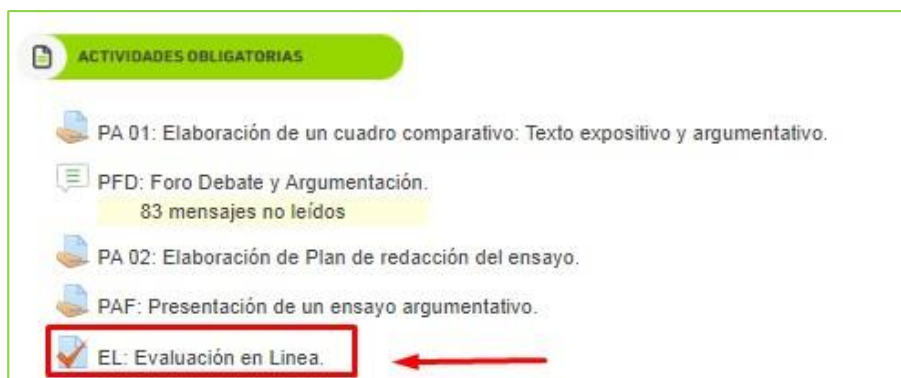 ACTIVIDADES OBLIGATORIAS
PA 01: Elaboración de un cuadro comparativo: Texto expositivo y argumentativo.
PFD: Foro Debate y Argumentación.
83 mensajes no leídos
PA 02: Elaboración de Plan de redacción del ensayo.
PAF: Presentación de un ensayo argumentativo.
EL: Evaluación en Linea.